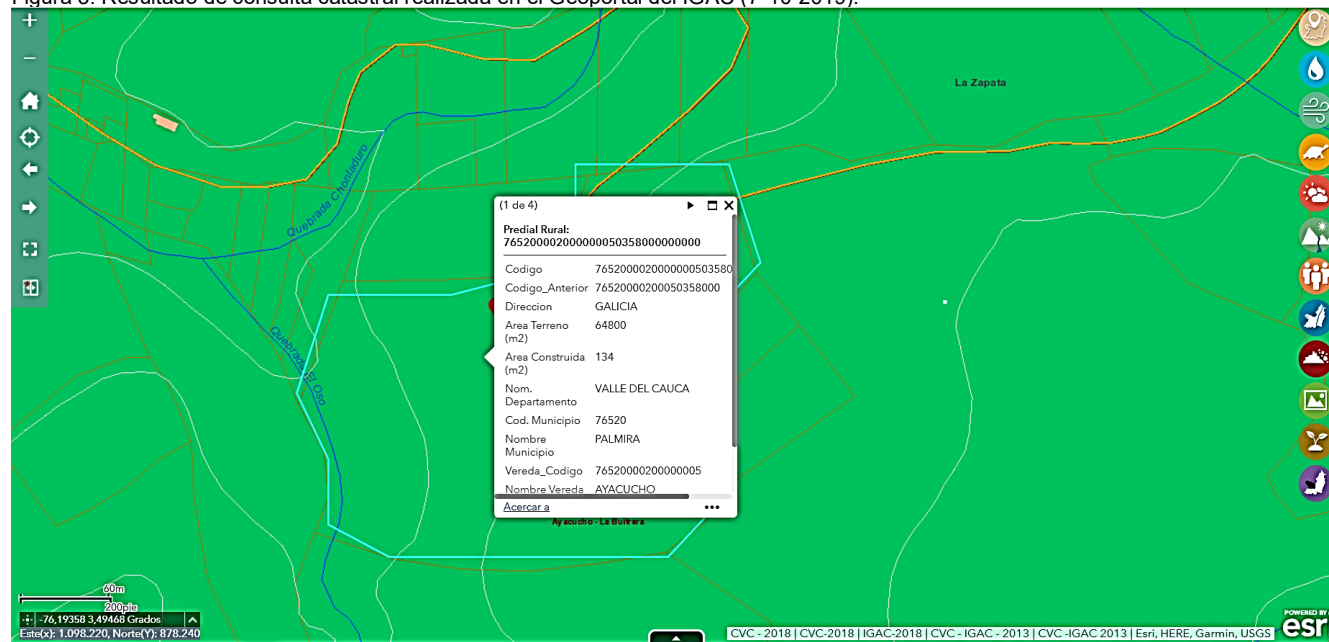 +
−
La Zapata
Quebrada Chontaduro
Quebrada El Oso
(1 de 4)
Predial Rural:
765200002000000050358000000000
Codigo 7652000020000000503580
Codigo_Anterior 76520000200050358000
Direccion GALICIA
Area Terreno 64800
(m2)
Area Construida 134
(m2)
Nom. VALLE DEL CAUCA
Departamento
Cod. Municipio 76520
Nombre PALMIRA
Municipio
Vereda_Codigo 76520000200000005
Nombre Vereda AYACUCHO
Acercar a
Ayacucho - La Buitrera
60m
200pie
-76,19358 3,49468 Grados
Este(x): 1.098.220, Norte(Y): 878.240
CVC - 2018 | CVC-2018 | IGAC-2018 | CVC - IGAC - 2013 | CVC -IGAC 2013 | Esri, HERE, Garmin, USGS
POWERED BY
esri